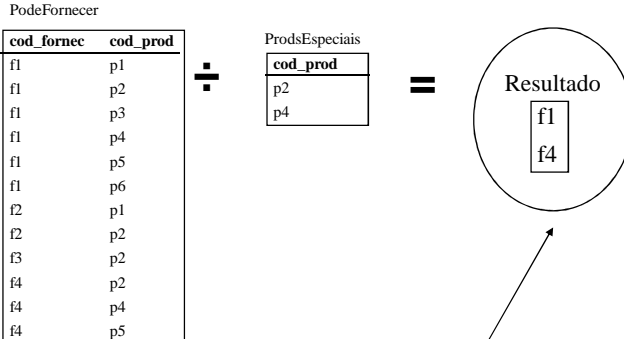 PodeFornecer
cod_fornec cod_prod
f1 p1
f1 p2
f1 p3
f1 p4
f1 p5
f1 p6
f2 p1
f2 p2
f3 p2
f4 p2
f4 p4
f4 p5
÷
ProdsEspeciais
cod_prod
p2
p4
=
Resultado
f1
f4